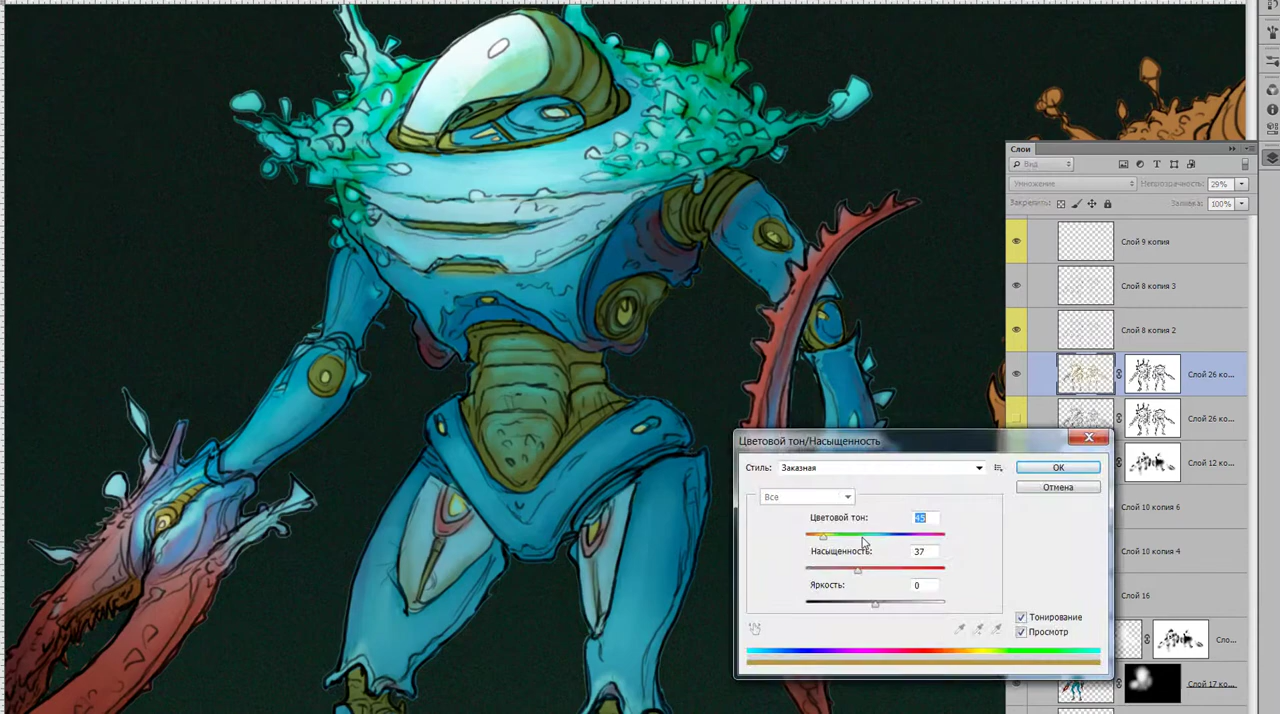 Слои
Вид
Умножение Непрозрачность: 29%
Закрепить: Заливка: 100%
Слой 9 копия
Слой 8 копия 3
Слой 8 копия 2
Слой 26 ко...
Слой 26 ко...
Слой 12 ко...
Слой 10 копия 6
Слой 10 копия 4
Слой 16
Сло...
Слой 17 ко...
Цветовой тон/Насыщенность
Стиль: Заказная
OK
Отмена
Все
Цветовой тон: 45
Насыщенность: 37
Яркость: 0
Тонирование
Просмотр